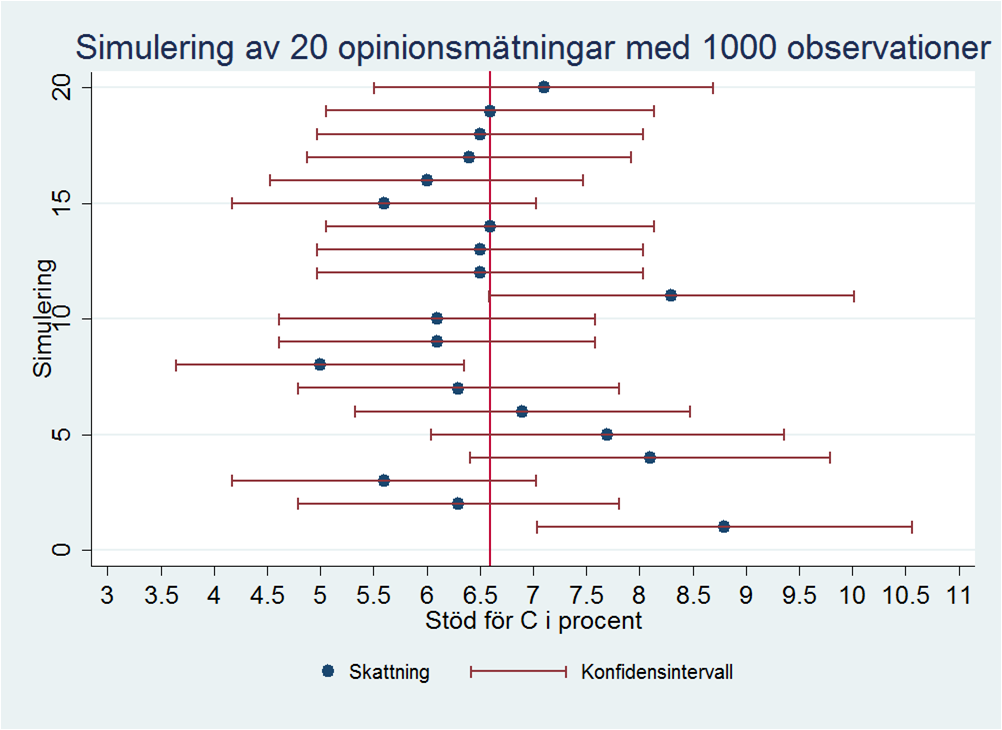 Simulering av 20 opinionsmätningar med 1000 observationer
Simulering
20
15
10
5
0
3 3.5 4 4.5 5 5.5 6 6.5 7 7.5 8 8.5 9 9.5 10 10.5 11
Stöd för C i procent
Skattning Konfidensintervall